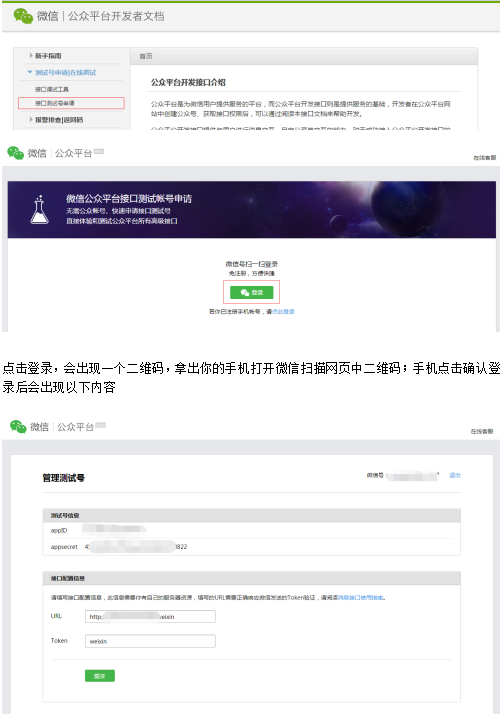 微信 | 公众平台开发者文档
新手指南
首页
测试号申请|在线调试
接口调试工具
公众平台开发接口介绍
接口测试号申请
公众平台是为微信用户提供服务的平台，而公众平台开发接口则是提供服务的基础，开发者在公众平台网
报警排查|返回码
站中创建公众号、获取接口权限后，可以通过阅读本接口文档来帮助开发。
微信 | 公众平台
在线客服
微信公众平台接口测试帐号申请
无需公众帐号、快速申请接口测试号
直接体验和测试公众平台所有高级接口
微信号扫一扫登录
免注册，方便快捷
登录
若你已注册手机帐号，请点此登录
点击登录，会出现一个二维码，拿出你的手机打开微信扫描网页中二维码；手机点击确认登
录后会出现以下内容
微信 | 公众平台
在线客服
管理测试号
微信号：
退出
测试号信息
appID
appsecret 4 3822
接口配置信息
请填写接口配置信息，此信息需要你有自己的服务器资源，填写的URL需要正确响应微信发送的Token验证，请阅读消息接口使用指南。
URL http: eixin
Token weixin
提交